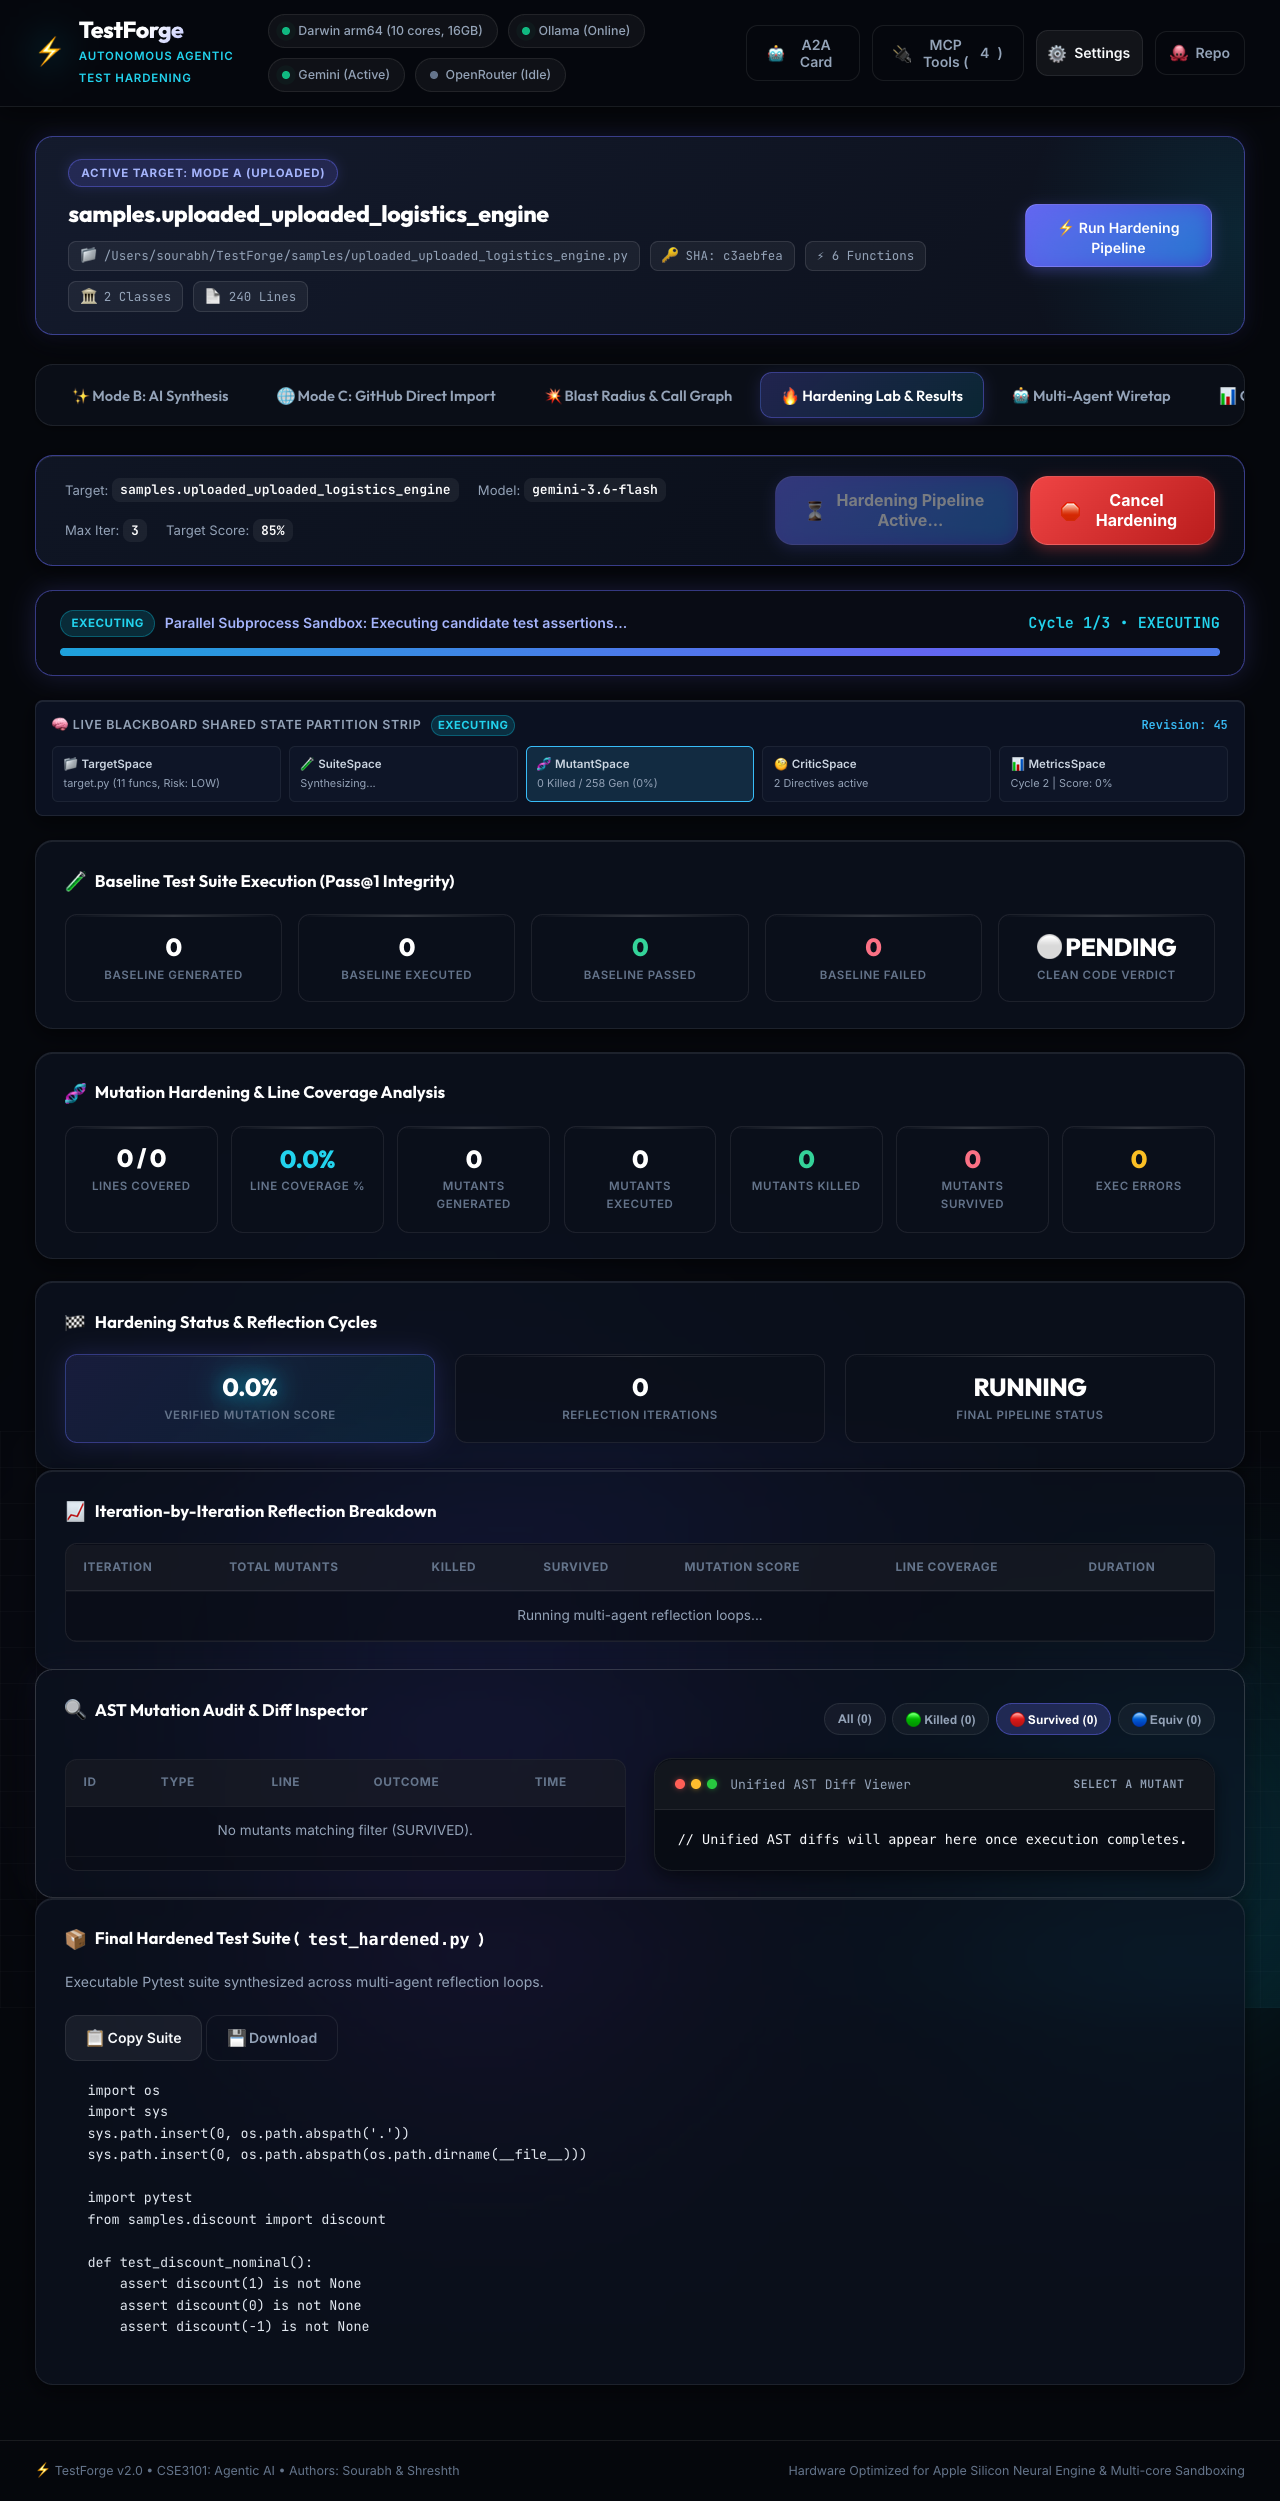 TestForge
AUTONOMOUS AGENTIC
TEST HARDENING
Darwin arm64 (10 cores, 16GB)
Ollama (Online)
Gemini (Active)
OpenRouter (Idle)
A2A
Card
MCP
Tools ( 4 )
Settings
Repo
ACTIVE TARGET: MODE A (UPLOADED)
samples.uploaded_uploaded_logistics_engine
/Users/sourabh/TestForge/samples/uploaded_uploaded_logistics_engine.py
SHA: c3aebfea
⚡ 6 Functions
2 Classes
240 Lines
⚡ Run Hardening
Pipeline
Mode B: AI Synthesis
Mode C: GitHub Direct Import
Blast Radius & Call Graph
Hardening Lab & Results
Multi-Agent Wiretap
Target: samples.uploaded_uploaded_logistics_engine
Model: gemini-3.6-flash
Max Iter: 3
Target Score: 85%
Hardening Pipeline
Active...
Cancel
Hardening
EXECUTING
Parallel Subprocess Sandbox: Executing candidate test assertions...
Cycle 1/3 • EXECUTING
LIVE BLACKBOARD SHARED STATE PARTITION STRIP
EXECUTING
Revision: 45
TargetSpace
target.py (11 funcs, Risk: LOW)
SuiteSpace
Synthesizing...
MutantSpace
0 Killed / 258 Gen (0%)
CriticSpace
2 Directives active
MetricsSpace
Cycle 2 | Score: 0%
Baseline Test Suite Execution (Pass@1 Integrity)
0
BASELINE GENERATED
0
BASELINE EXECUTED
0
BASELINE PASSED
0
BASELINE FAILED
PENDING
CLEAN CODE VERDICT
Mutation Hardening & Line Coverage Analysis
0 / 0
LINES COVERED
0.0%
LINE COVERAGE %
0
MUTANTS
GENERATED
0
MUTANTS
EXECUTED
0
MUTANTS KILLED
0
MUTANTS
SURVIVED
0
EXEC ERRORS
Hardening Status & Reflection Cycles
0.0%
VERIFIED MUTATION SCORE
0
REFLECTION ITERATIONS
RUNNING
FINAL PIPELINE STATUS
Iteration-by-Iteration Reflection Breakdown
ITERATION TOTAL MUTANTS KILLED SURVIVED MUTATION SCORE LINE COVERAGE DURATION
Running multi-agent reflection loops...
AST Mutation Audit & Diff Inspector
All (0)
Killed (0)
Survived (0)
Equiv (0)
ID TYPE LINE OUTCOME TIME
No mutants matching filter (SURVIVED).
Unified AST Diff Viewer
SELECT A MUTANT
// Unified AST diffs will appear here once execution completes.
Final Hardened Test Suite ( test_hardened.py )
Executable Pytest suite synthesized across multi-agent reflection loops.
Copy Suite
Download
import os
import sys
sys.path.insert(0, os.path.abspath('.'))
sys.path.insert(0, os.path.abspath(os.path.dirname(__file__)))
import pytest
from samples.discount import discount
def test_discount_nominal():
    assert discount(1) is not None
    assert discount(0) is not None
    assert discount(-1) is not None
⚡ TestForge v2.0 • CSE3101: Agentic AI • Authors: Sourabh & Shreshth
Hardware Optimized for Apple Silicon Neural Engine & Multi-core Sandboxing